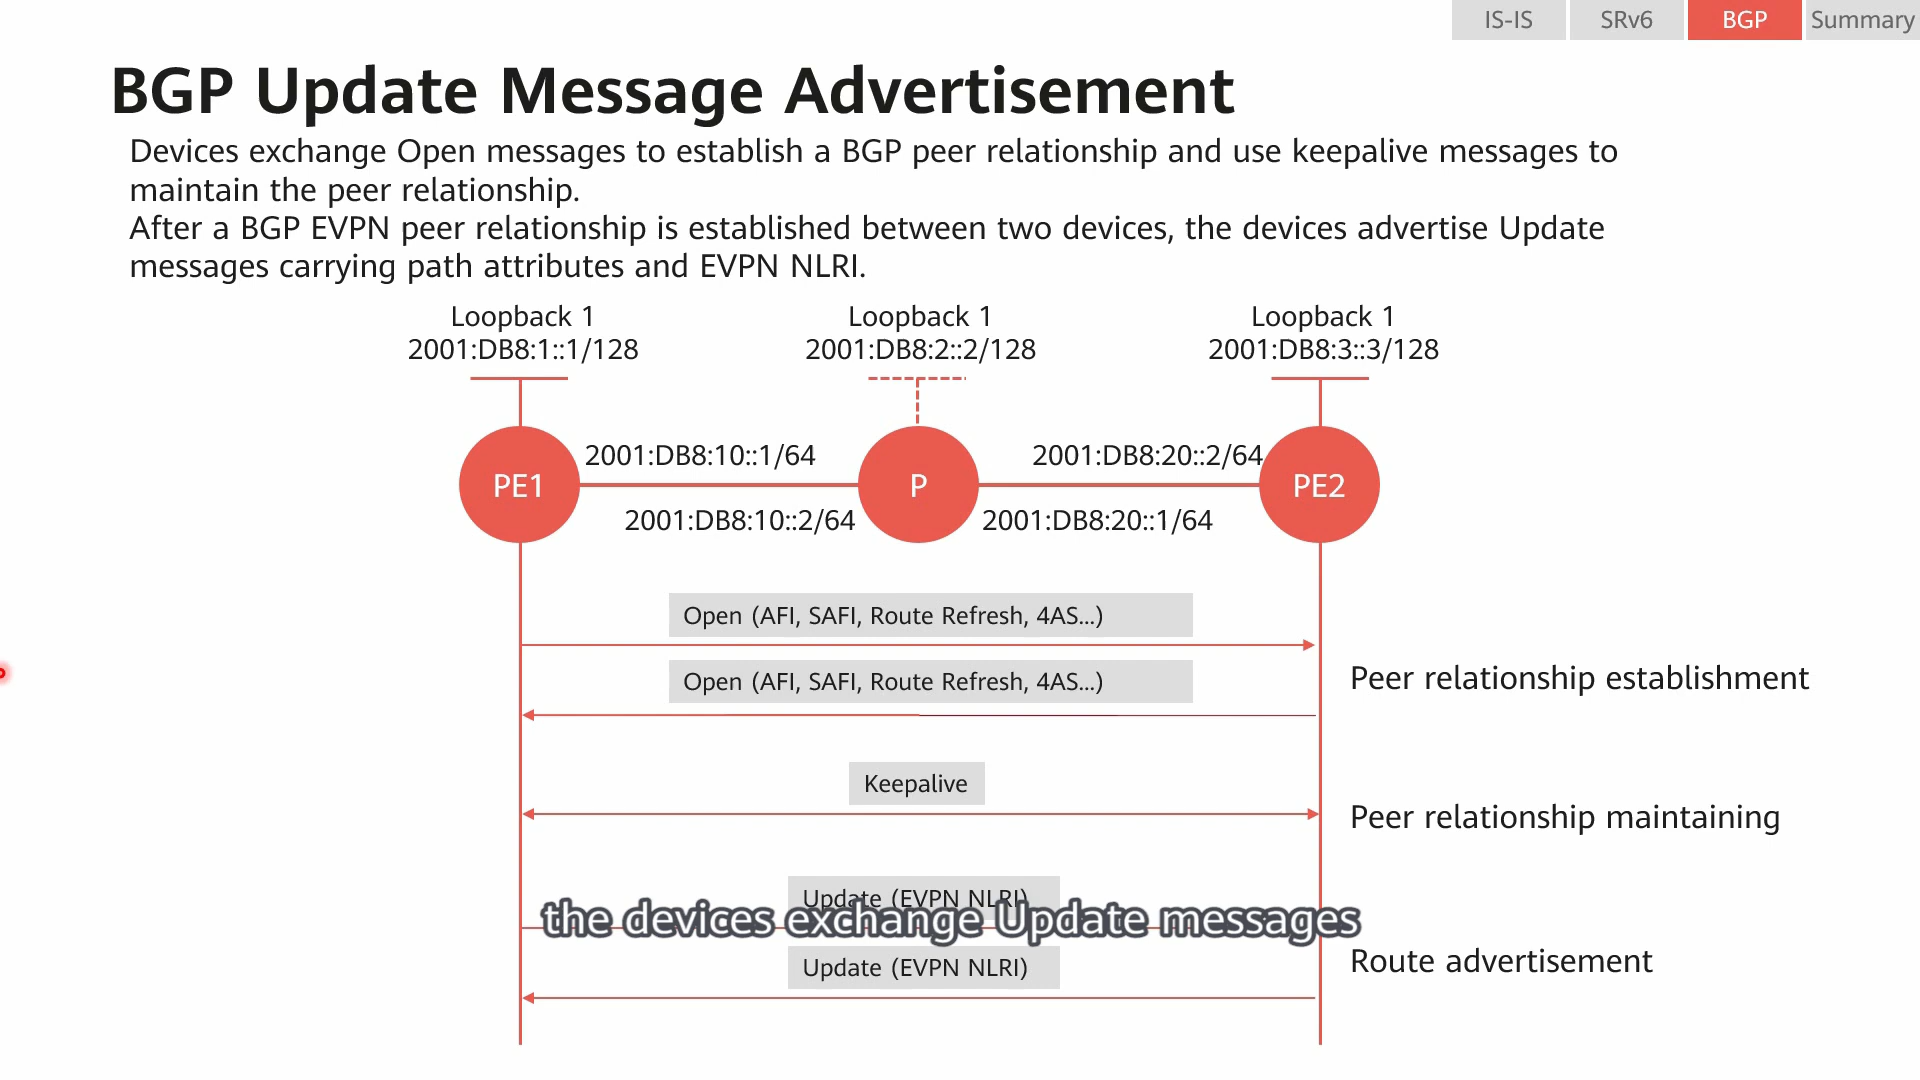 IS-IS
SRv6
BGP
Summary
BGP Update Message Advertisement
Devices exchange Open messages to establish a BGP peer relationship and use keepalive messages to
maintain the peer relationship.
After a BGP EVPN peer relationship is established between two devices, the devices advertise Update
messages carrying path attributes and EVPN NLRI.
Loopback 1
2001:DB8:1::1/128
Loopback 1
2001:DB8:2::2/128
Loopback 1
2001:DB8:3::3/128
PE1
2001:DB8:10::1/64
2001:DB8:10::2/64
P
2001:DB8:20::2/64
2001:DB8:20::1/64
PE2
Open (AFI, SAFI, Route Refresh, 4AS...)
Open (AFI, SAFI, Route Refresh, 4AS...)
Peer relationship establishment
Keepalive
Peer relationship maintaining
Update (EVPN NLRI)
the devices exchange Update messages
Update (EVPN NLRI)
Route advertisement